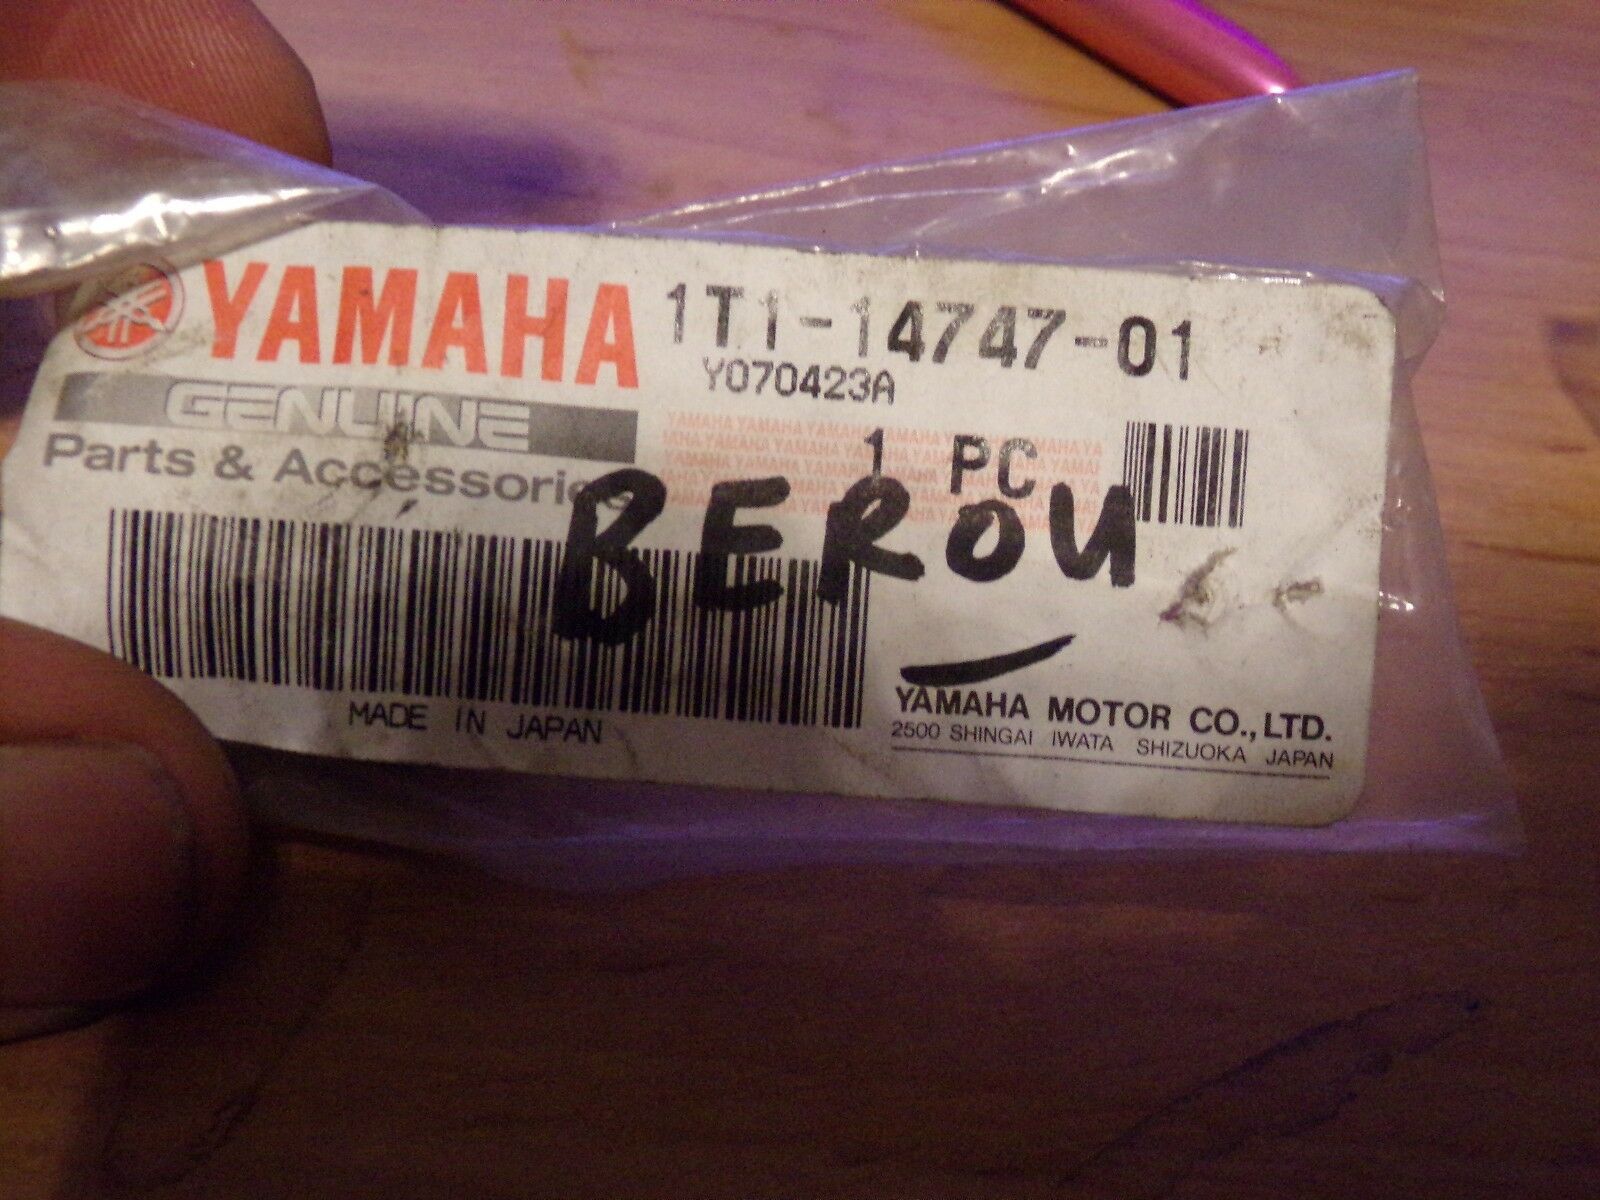 YAMAHA 1T1-14747-01
Y070423A
GENUINE
Parts & Accessories
1 PC
BEROU
MADE IN JAPAN
YAMAHA MOTOR CO., LTD.
2500 SHINGAI IWATA SHIZUOKA JAPAN